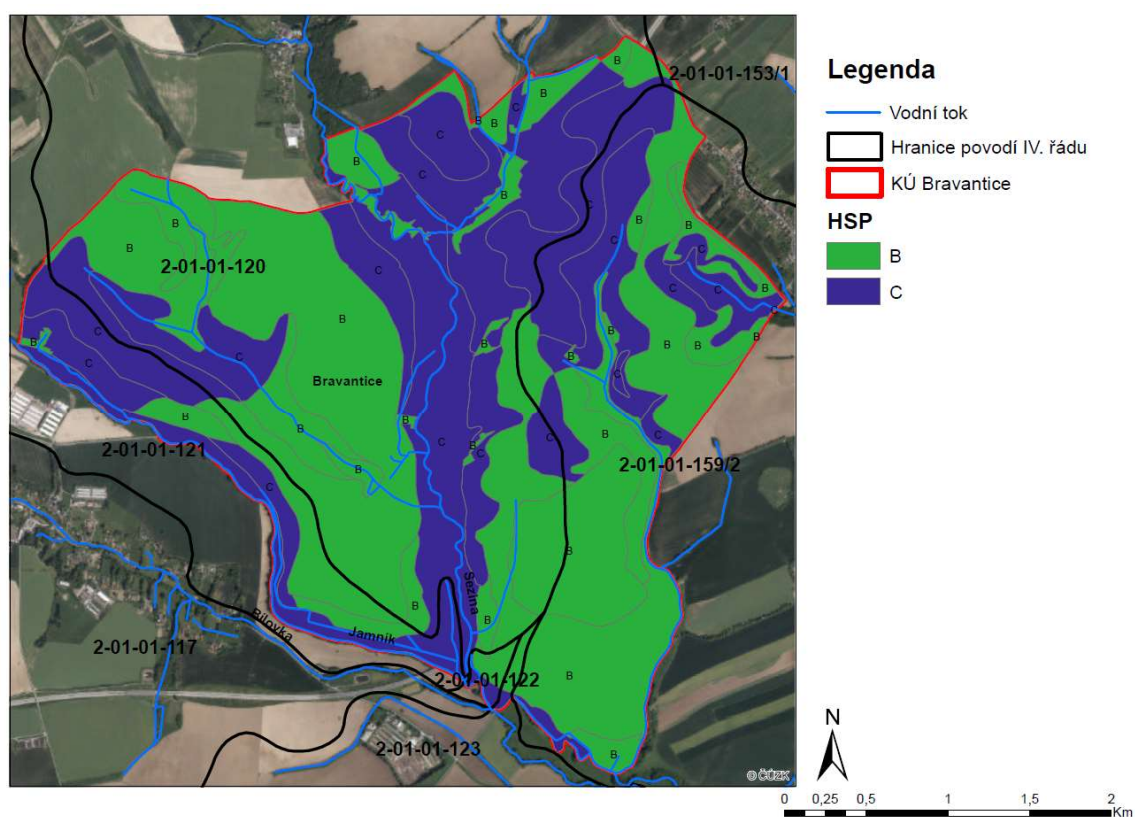 2-01-01-153/1
B
B
B
B
B
C
C
C
B
B
C
B
B
C
C
B
B
B
2-01-01-120
C
C
B
C
C
C
B
C
B
B
C
C
B
B
B
B
B
C
B
Bravantice
C
B
B
B
B
C
B
C
C
2-01-01-121
C
2-01-01-159/2
B
C
B
B
B
Sežina
Jamník
Bílovka
2-01-01-117
2-01-01-122
B
2-01-01-123
B
© ČÚZK
Legenda
Vodní tok
Hranice povodí IV. řádu
KÚ Bravantice
HSP
B
C
N
0 0,25 0,5 1 1,5 2
Km